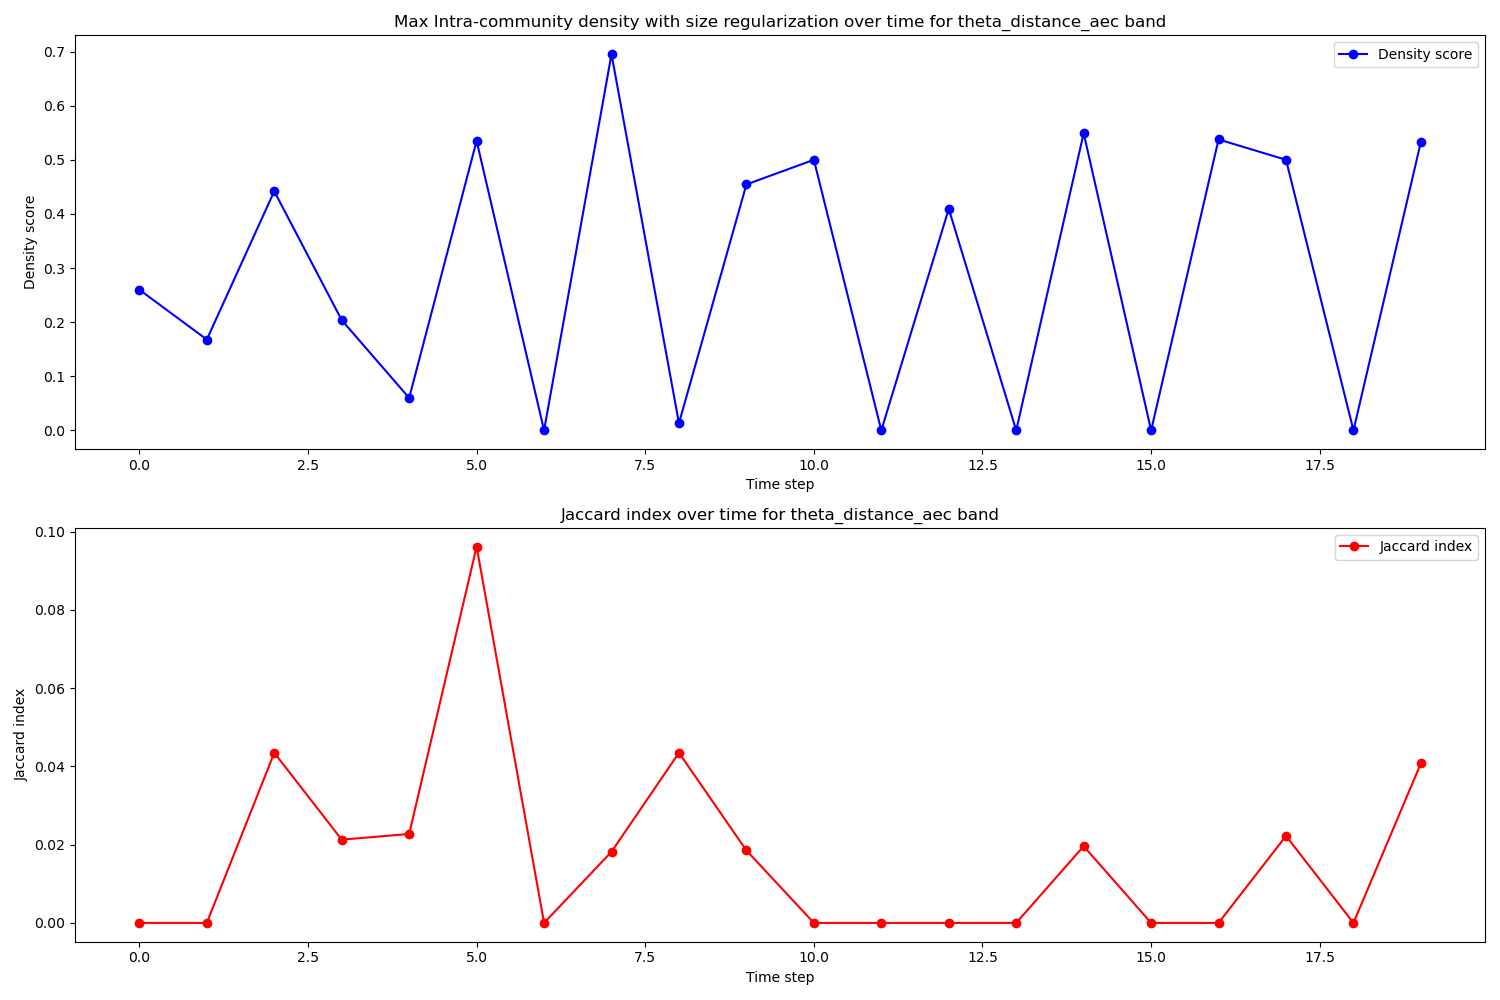 Max Intra-community density with size regularization over time for theta_distance_aec band
Density score
0.7
0.6
0.5
0.4
0.3
0.2
0.1
0.0
Density score
0.0 2.5 5.0 7.5 10.0 12.5 15.0 17.5
Time step
Jaccard index over time for theta_distance_aec band
Jaccard index
0.10
0.08
0.06
0.04
0.02
0.00
Jaccard index
0.0 2.5 5.0 7.5 10.0 12.5 15.0 17.5
Time step